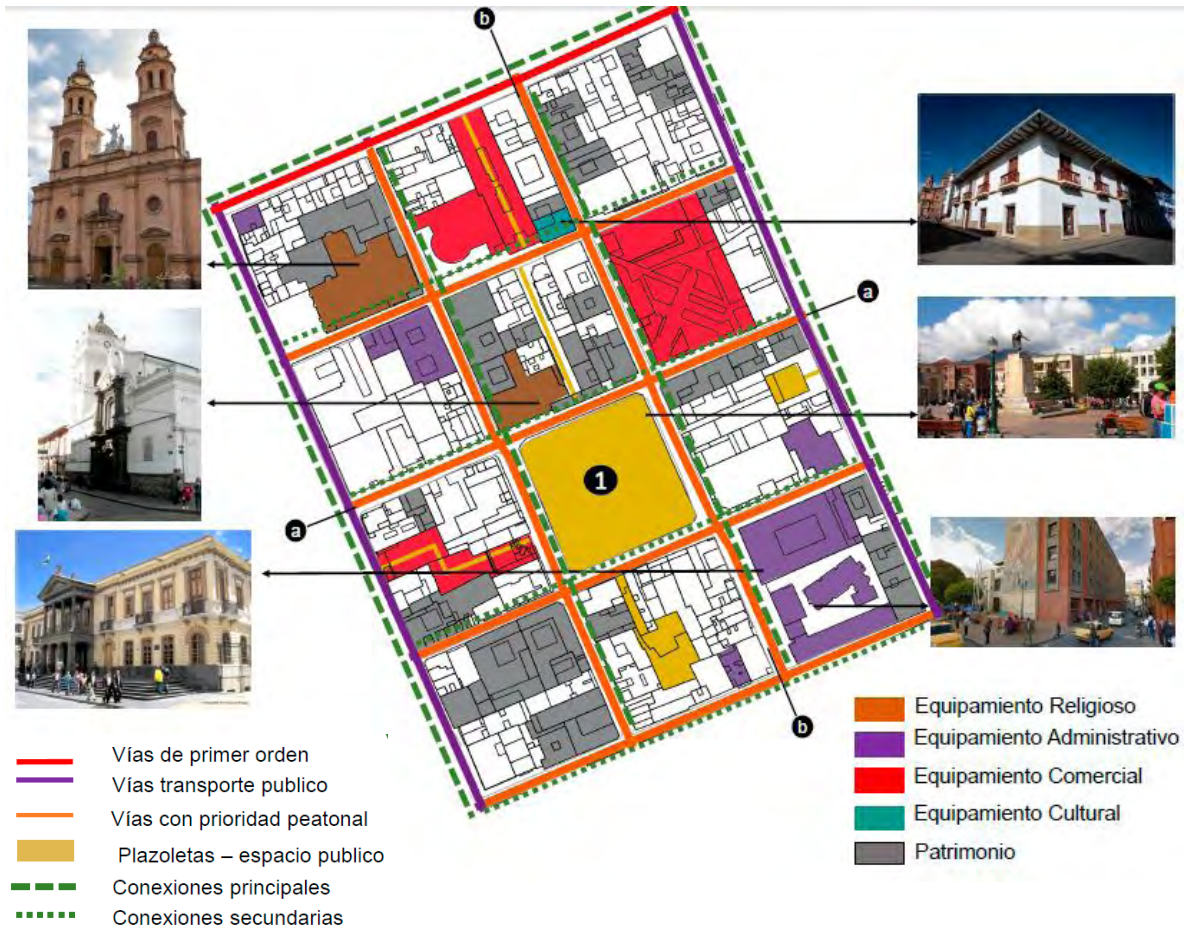 b
a
1
a
b
Vías de primer orden
Vías transporte publico
Vías con prioridad peatonal
Plazoletas – espacio publico
Conexiones principales
Conexiones secundarias
Equipamiento Religioso
Equipamiento Administrativo
Equipamiento Comercial
Equipamiento Cultural
Patrimonio